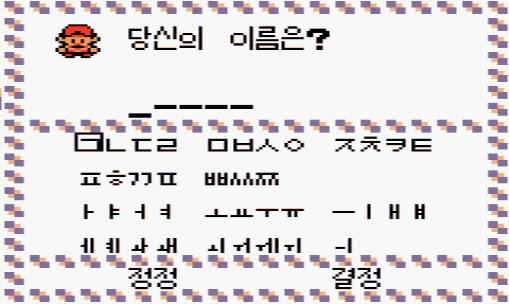 당신의 이름은?
ㄱㄴㄷㄹ ㅁㅂㅅㅇ ㅈㅊㅋㅌ
ㅍㅎㄲㄸ ㅃㅆㅉ
ㅏㅑㅓㅕ ㅗㅛㅜㅠ ㅡㅣㅐㅒ
ㅔㅖㅘㅙ ㅚㅝㅞㅟ ㅢ
정정 결정